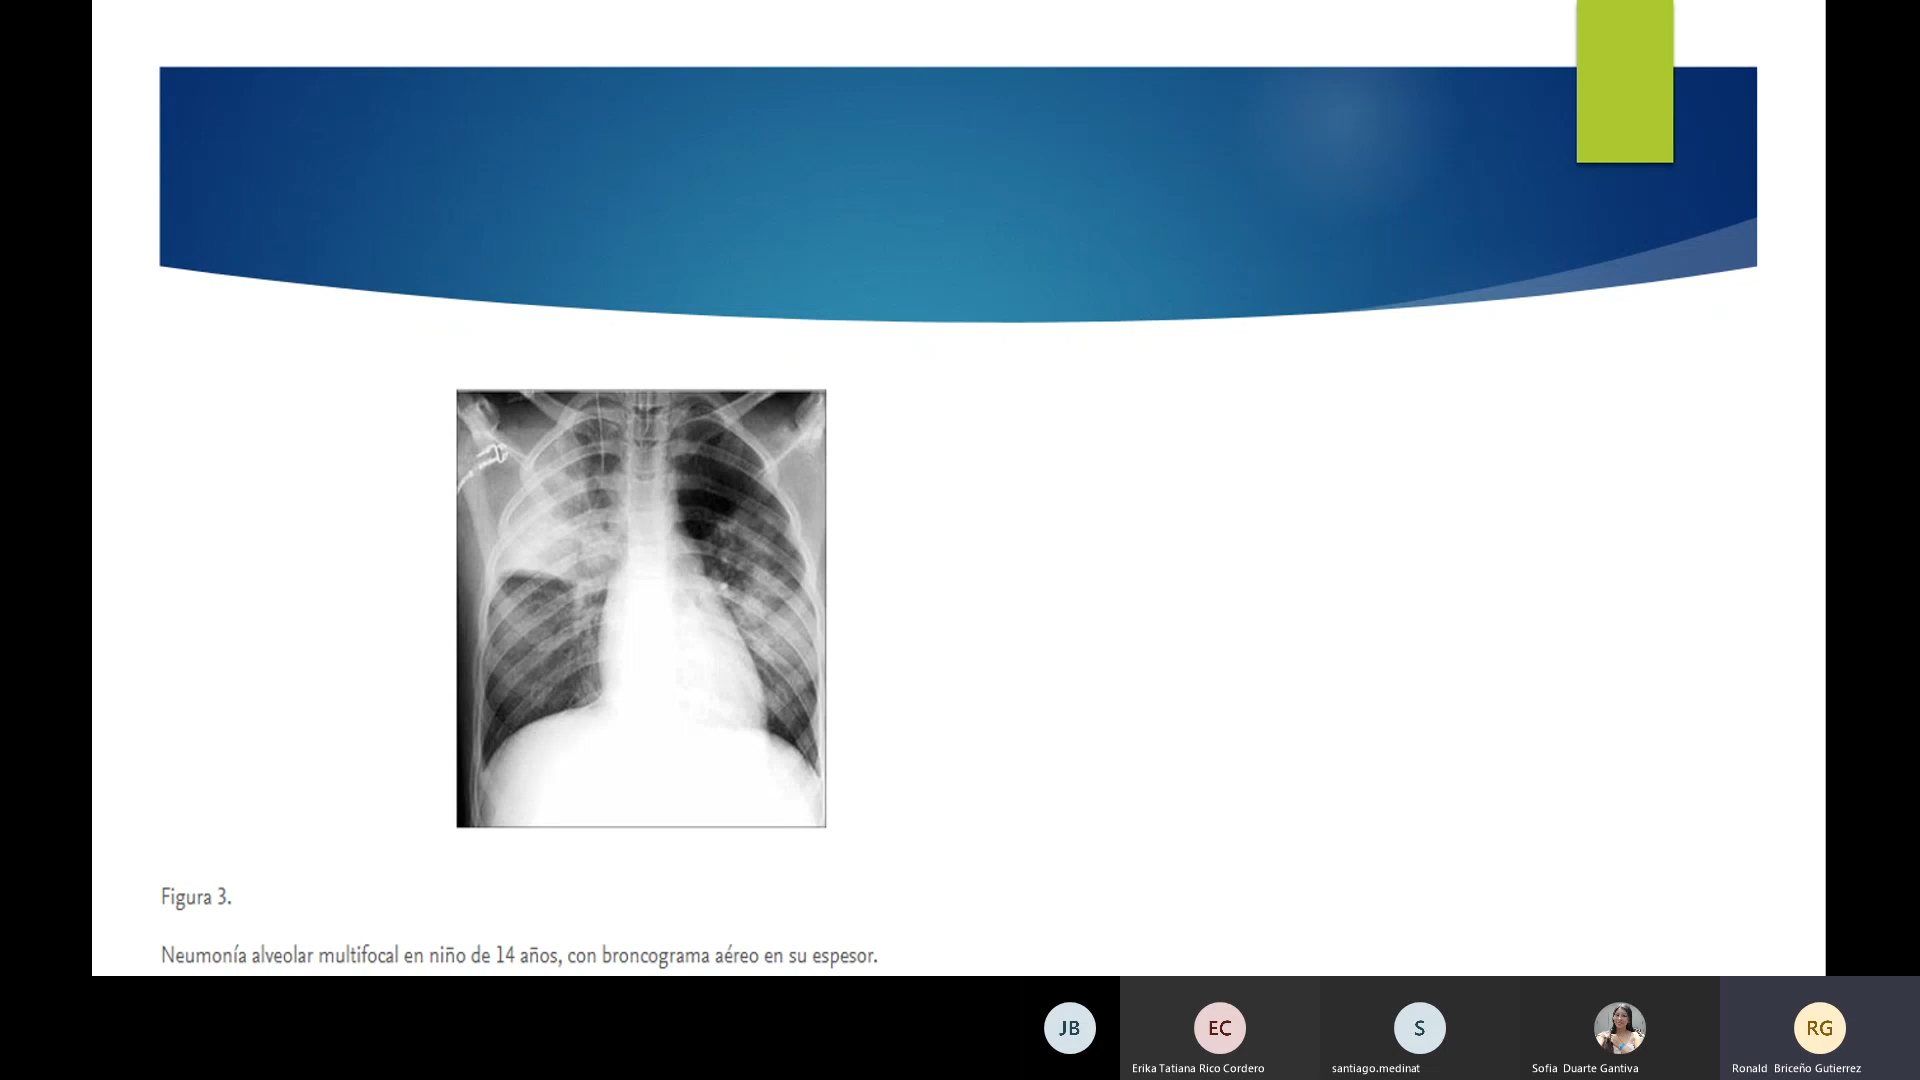 Figura 3.
Neumonía alveolar multifocal en niño de 14 años, con broncograma aéreo en su espesor.
JB
EC
S
RG
Erika Tatiana Rico Cordero
santiago.medinat
Sofia Duarte Gantiva
Ronald Briceño Gutierrez